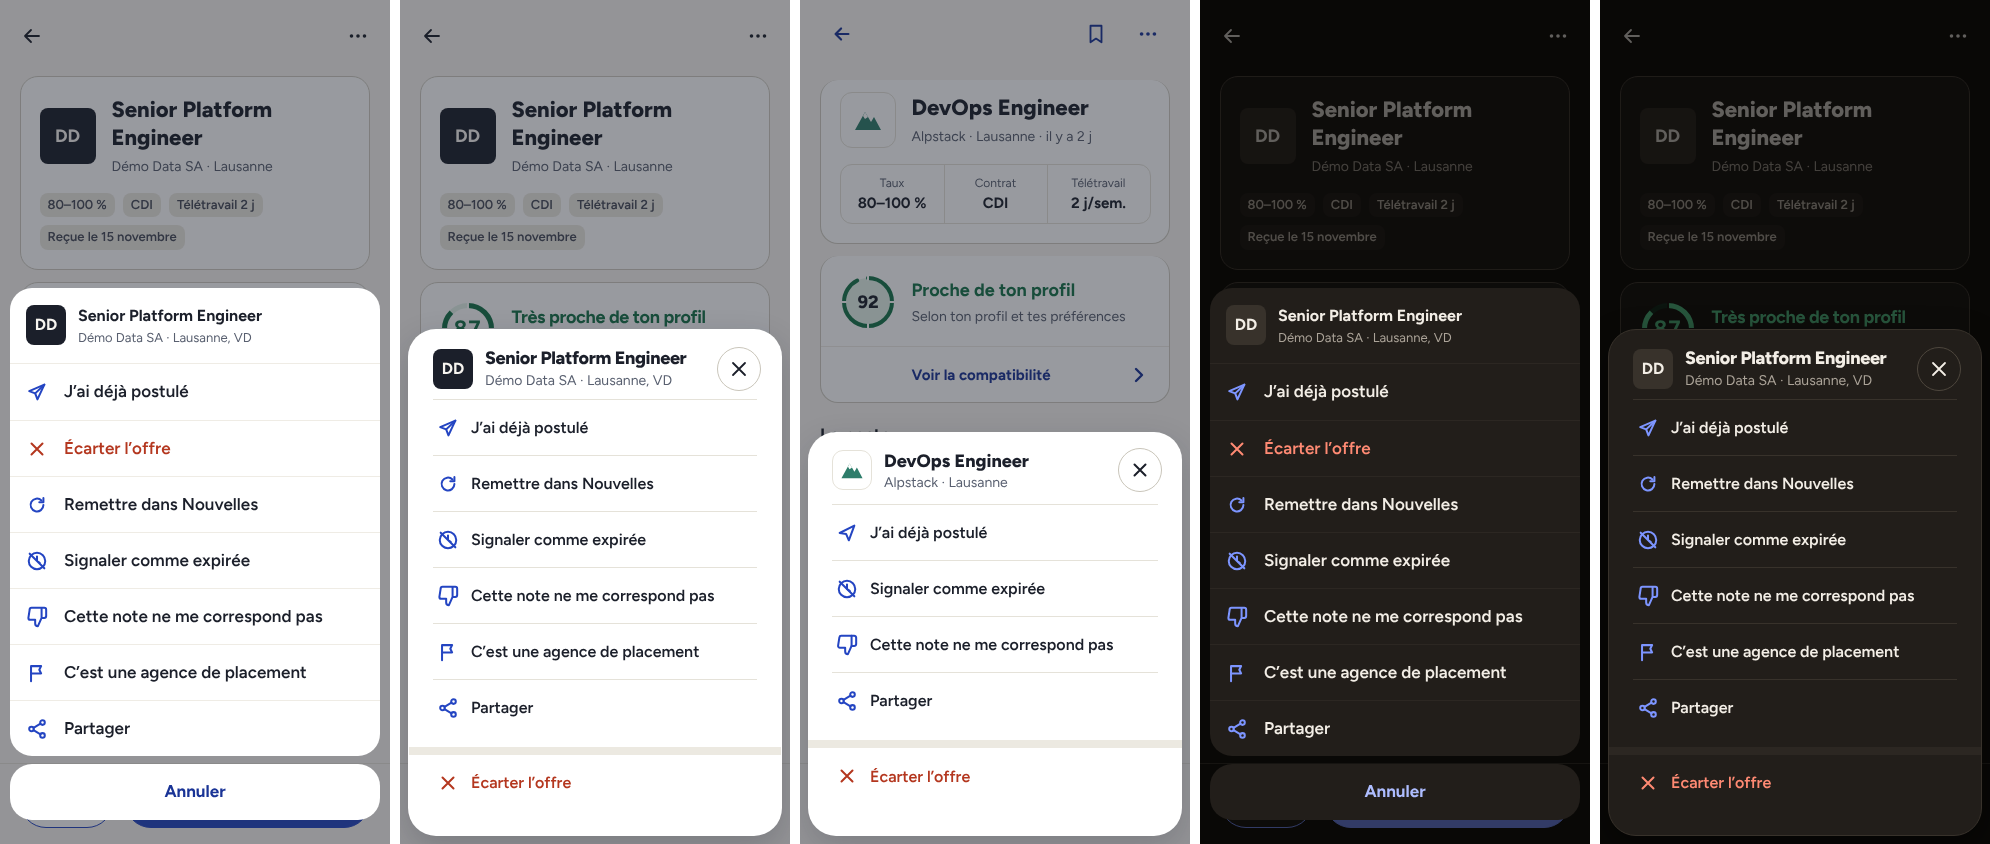 DD
Senior Platform
Engineer
Démo Data SA · Lausanne
80–100 %
CDI
Télétravail 2 j
Reçue le 15 novembre
DD
Senior Platform Engineer
Démo Data SA · Lausanne, VD
J’ai déjà postulé
Écarter l’offre
Remettre dans Nouvelles
Signaler comme expirée
Cette note ne me correspond pas
C’est une agence de placement
Partager
Annuler
DD
Senior Platform
Engineer
Démo Data SA · Lausanne
80–100 %
CDI
Télétravail 2 j
Reçue le 15 novembre
87
Très proche de ton profil
DD
Senior Platform Engineer
Démo Data SA · Lausanne, VD
J’ai déjà postulé
Remettre dans Nouvelles
Signaler comme expirée
Cette note ne me correspond pas
C’est une agence de placement
Partager
Écarter l’offre
DevOps Engineer
Alpstack · Lausanne · il y a 2 j
Taux
80–100 %
Contrat
CDI
Télétravail
2 j/sem.
92
Proche de ton profil
Selon ton profil et tes préférences
Voir la compatibilité
DevOps Engineer
Alpstack · Lausanne
J’ai déjà postulé
Signaler comme expirée
Cette note ne me correspond pas
Partager
Écarter l’offre
DD
Senior Platform
Engineer
Démo Data SA · Lausanne
80–100 %
CDI
Télétravail 2 j
Reçue le 15 novembre
DD
Senior Platform Engineer
Démo Data SA · Lausanne, VD
J’ai déjà postulé
Écarter l’offre
Remettre dans Nouvelles
Signaler comme expirée
Cette note ne me correspond pas
C’est une agence de placement
Partager
Annuler
DD
Senior Platform
Engineer
Démo Data SA · Lausanne
80–100 %
CDI
Télétravail 2 j
Reçue le 15 novembre
87
Très proche de ton profil
DD
Senior Platform Engineer
Démo Data SA · Lausanne, VD
J’ai déjà postulé
Remettre dans Nouvelles
Signaler comme expirée
Cette note ne me correspond pas
C’est une agence de placement
Partager
Écarter l’offre